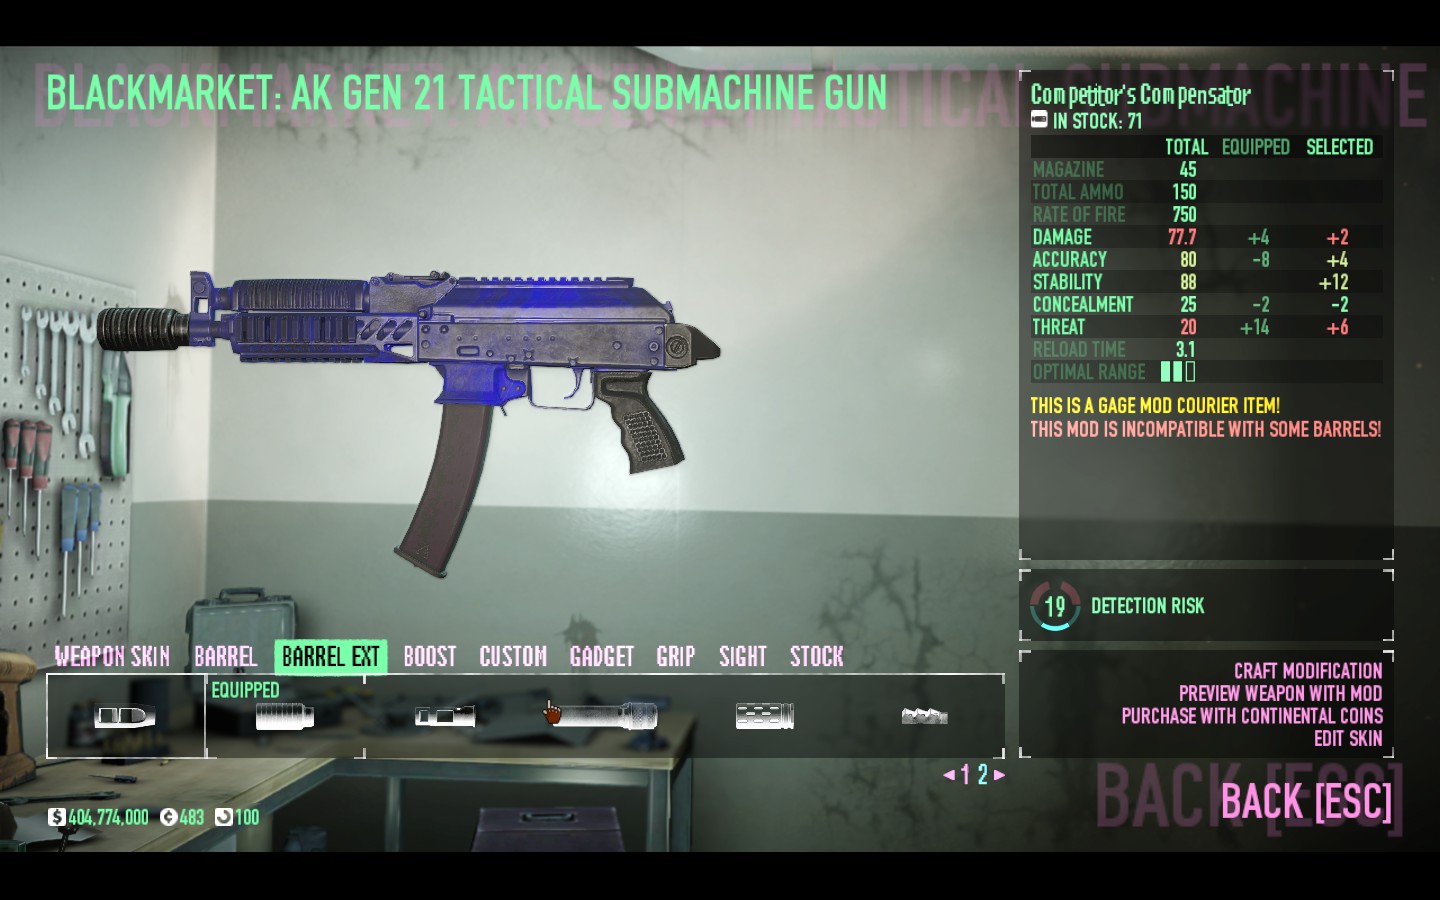 BLACKMARKET: AK GEN 21 TACTICAL SUBMACHINE GUN
Competitor's Compensator
IN STOCK: 71
TOTAL EQUIPPED SELECTED
MAGAZINE 45
TOTAL AMMO 150
RATE OF FIRE 750
DAMAGE 77.7 +4 +2
ACCURACY 80 -8 +4
STABILITY 88 +12
CONCEALMENT 25 -2 -2
THREAT 20 +14 +6
RELOAD TIME 3.1
OPTIMAL RANGE
THIS IS A GAGE MOD COURIER ITEM!
THIS MOD IS INCOMPATIBLE WITH SOME BARRELS!
19 DETECTION RISK
WEAPON SKIN BARREL BARREL EXT BOOST CUSTOM GADGET GRIP SIGHT STOCK
EQUIPPED
CRAFT MODIFICATION
PREVIEW WEAPON WITH MOD
PURCHASE WITH CONTINENTAL COINS
EDIT SKIN
1 2
$404,774,000 483 100
BACK [ESC]